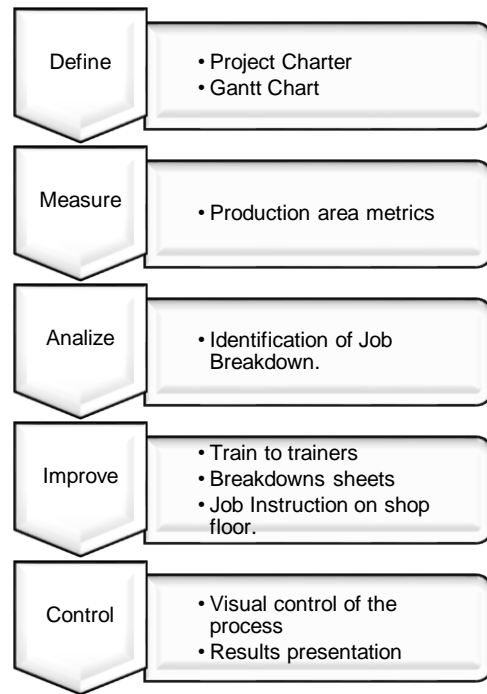 Define
• Project Charter
• Gantt Chart
Measure
• Production area metrics
Analize
• Identification of Job
Breakdown.
Improve
• Train to trainers
• Breakdowns sheets
• Job Instruction on shop
floor.
Control
• Visual control of the
process
• Results presentation